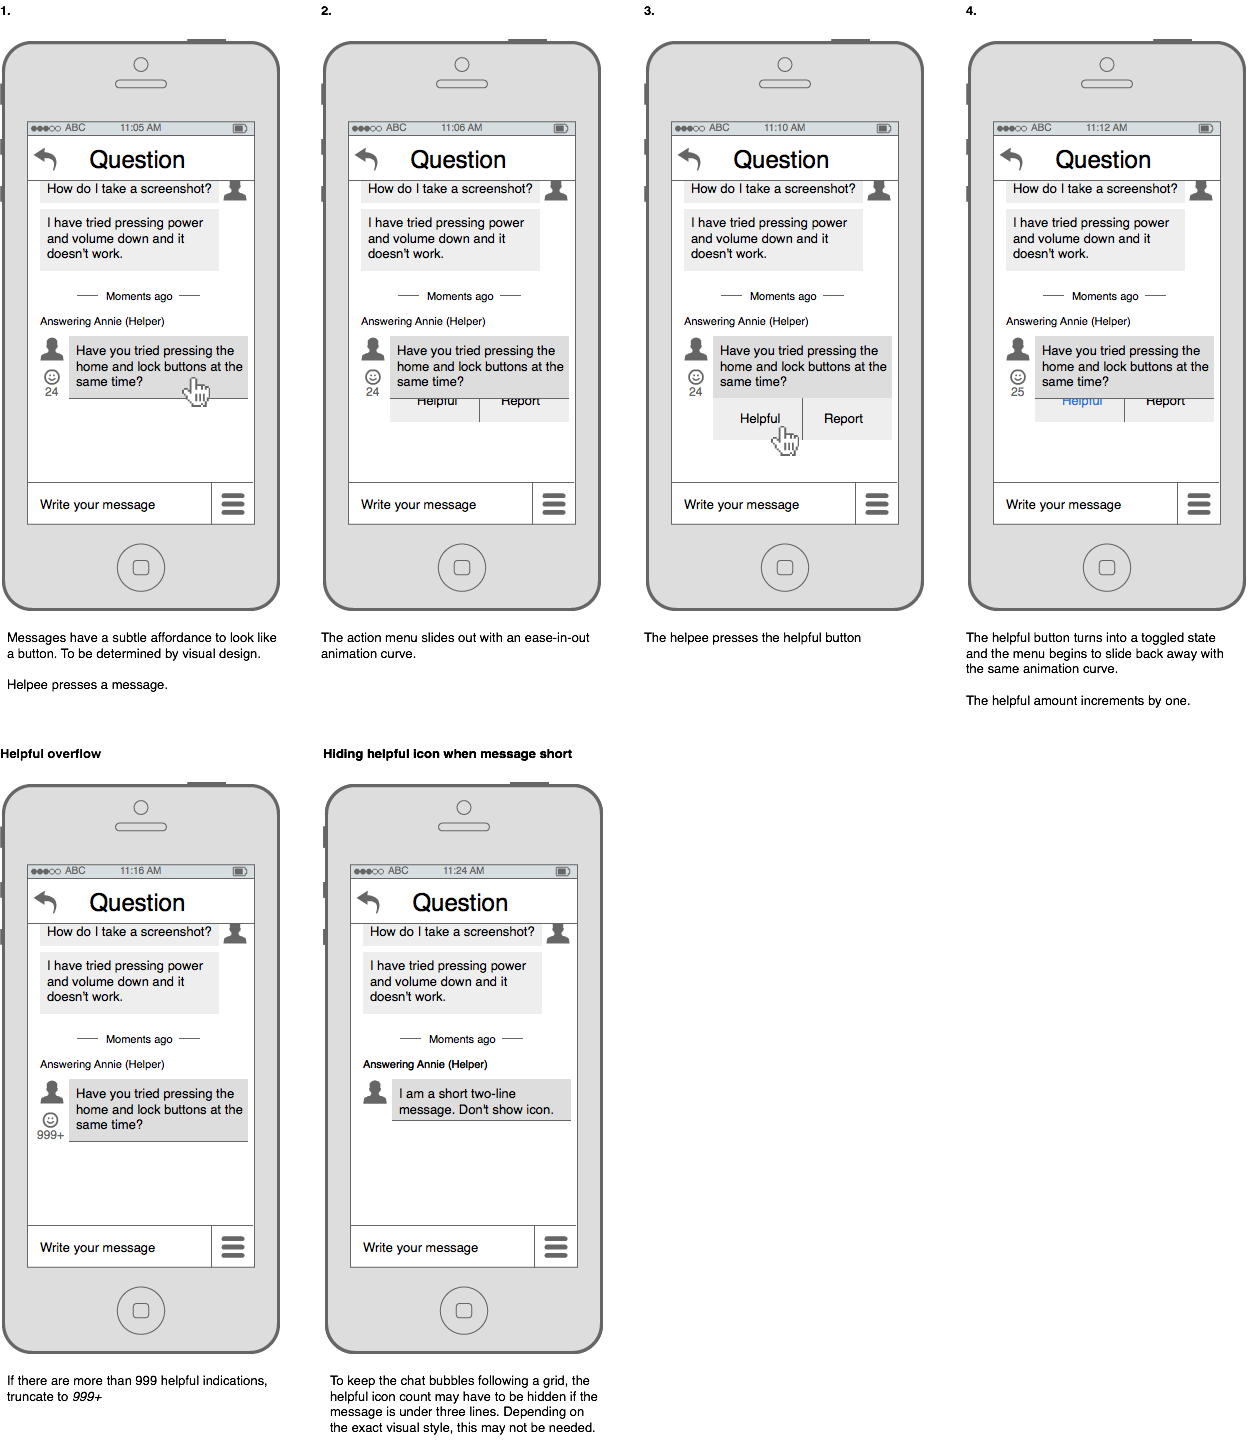 1.
ABC 11:05 AM
Question
How do I take a screenshot?
I have tried pressing power
and volume down and it
doesn't work.
Moments ago
Answering Annie (Helper)
Have you tried pressing the
home and lock buttons at the
same time?
24
Write your message
Messages have a subtle affordance to look like
a button. To be determined by visual design.
Helpee presses a message.
2.
ABC 11:06 AM
Question
How do I take a screenshot?
I have tried pressing power
and volume down and it
doesn't work.
Moments ago
Answering Annie (Helper)
Have you tried pressing the
home and lock buttons at the
same time?
24
Helpful Report
Write your message
The action menu slides out with an ease-in-out
animation curve.
3.
ABC 11:10 AM
Question
How do I take a screenshot?
I have tried pressing power
and volume down and it
doesn't work.
Moments ago
Answering Annie (Helper)
Have you tried pressing the
home and lock buttons at the
same time?
24
Helpful Report
Write your message
The helpee presses the helpful button
4.
ABC 11:12 AM
Question
How do I take a screenshot?
I have tried pressing power
and volume down and it
doesn't work.
Moments ago
Answering Annie (Helper)
Have you tried pressing the
home and lock buttons at the
same time?
25
Helpful Report
Write your message
The helpful button turns into a toggled state
and the menu begins to slide back away with
the same animation curve.
The helpful amount increments by one.
Helpful overflow
ABC 11:16 AM
Question
How do I take a screenshot?
I have tried pressing power
and volume down and it
doesn't work.
Moments ago
Answering Annie (Helper)
Have you tried pressing the
home and lock buttons at the
same time?
999+
Write your message
If there are more than 999 helpful indications,
truncate to 999+
Hiding helpful icon when message short
ABC 11:24 AM
Question
How do I take a screenshot?
I have tried pressing power
and volume down and it
doesn't work.
Moments ago
Answering Annie (Helper)
I am a short two-line
message. Don't show icon.
Write your message
To keep the chat bubbles following a grid, the
helpful icon count may have to be hidden if the
message is under three lines. Depending on
the exact visual style, this may not be needed.